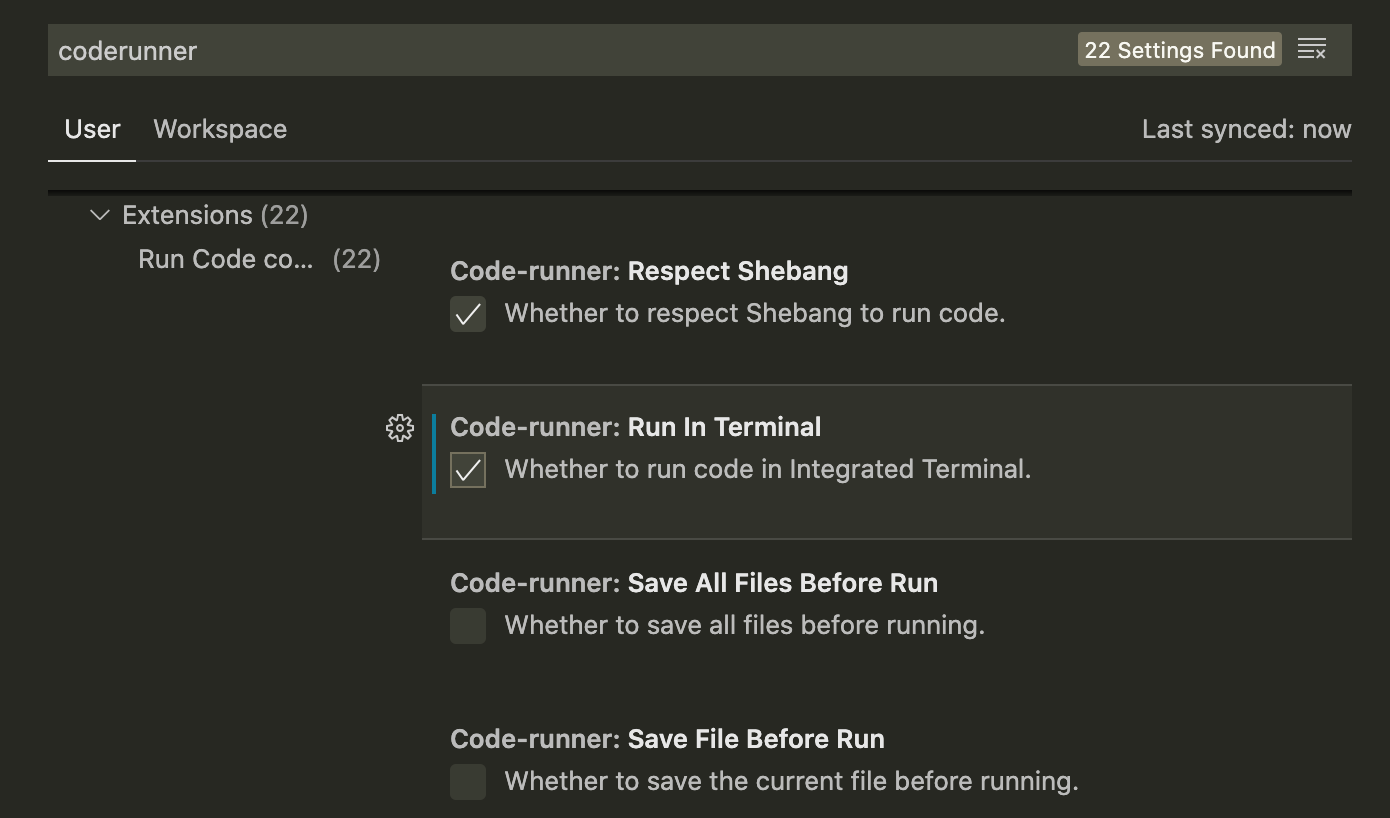 coderunner
22 Settings Found
User
Workspace
Last synced: now
Extensions (22)
Run Code co... (22)
Code-runner: Respect Shebang
Whether to respect Shebang to run code.
Code-runner: Run In Terminal
Whether to run code in Integrated Terminal.
Code-runner: Save All Files Before Run
Whether to save all files before running.
Code-runner: Save File Before Run
Whether to save the current file before running.